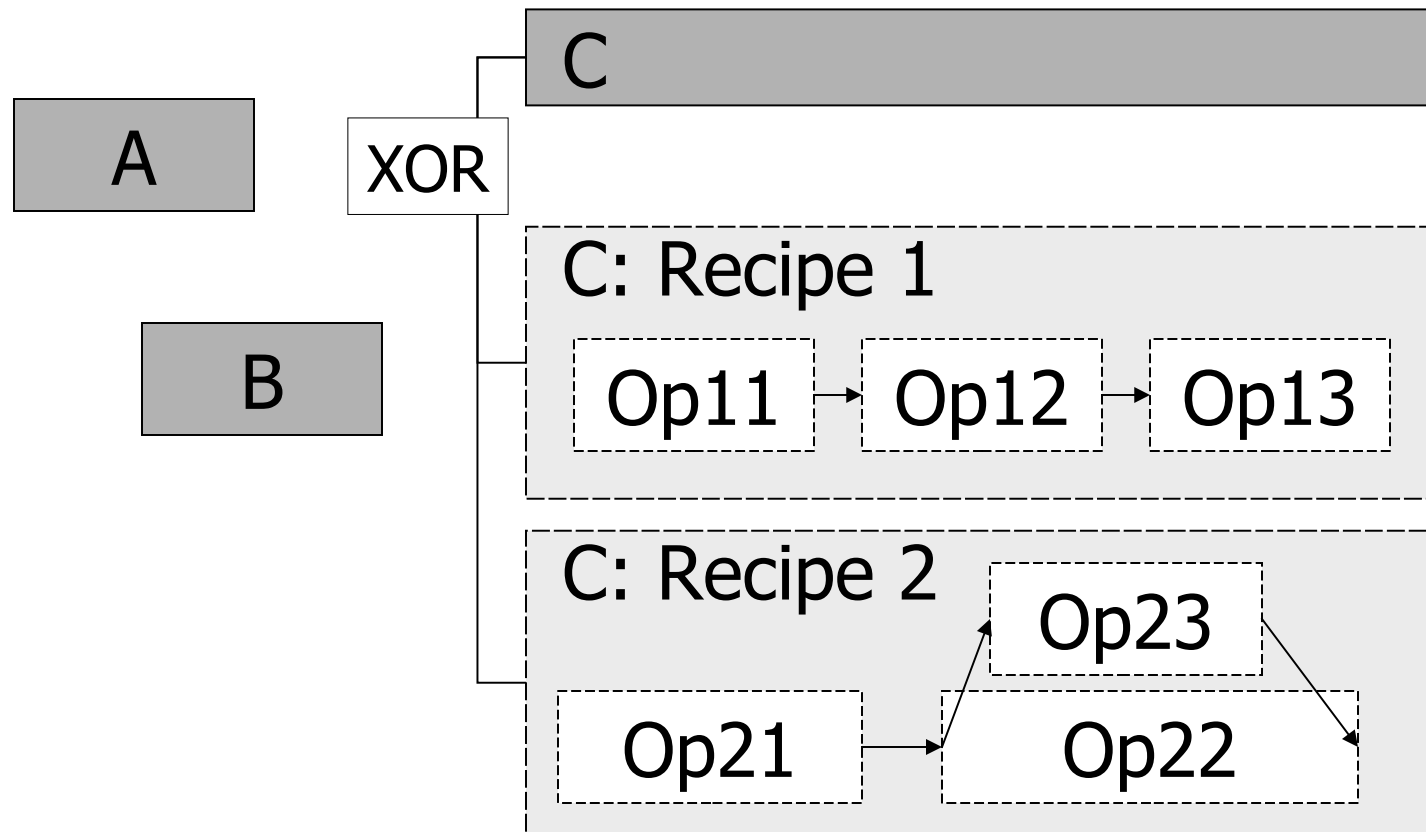 C
A
XOR
C: Recipe 1
B
Op11
Op12
Op13
C: Recipe 2
Op23
Op21
Op22